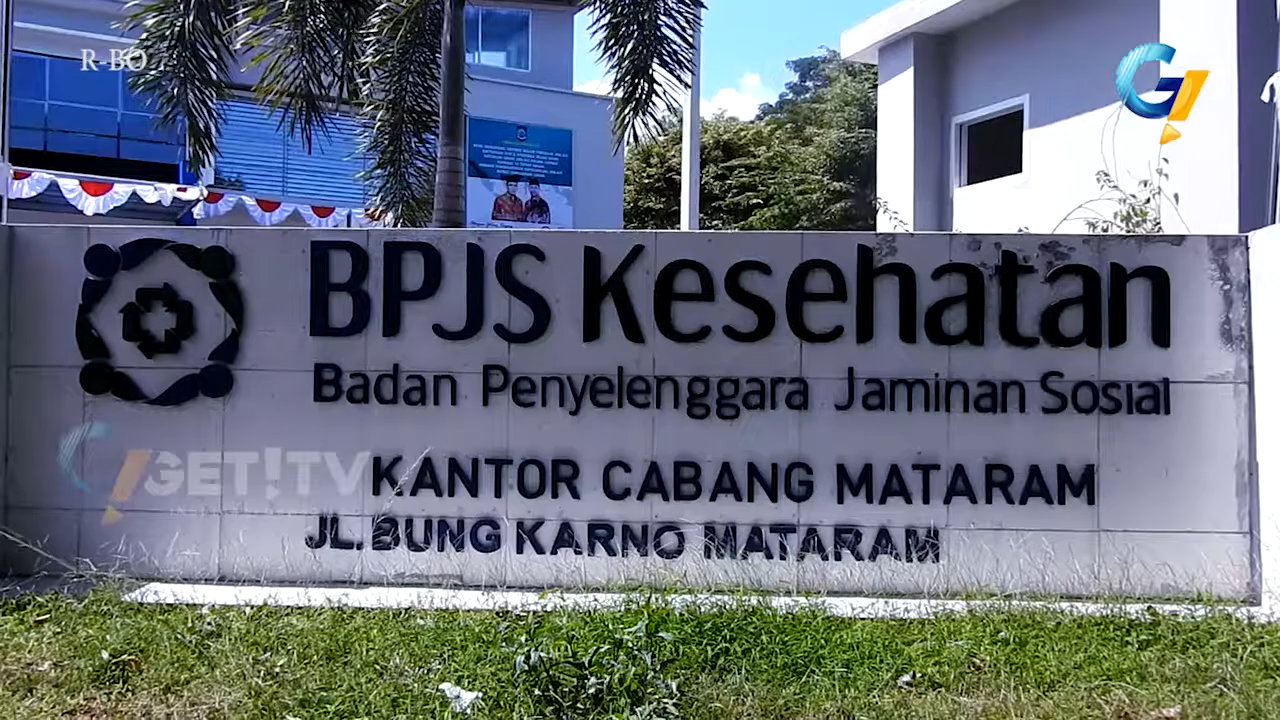 R-BO
BPJS Kesehatan
Badan Penyelenggara Jaminan Sosial
GET!TV
KANTOR CABANG MATARAM
JL. BUNG KARNO MATARAM